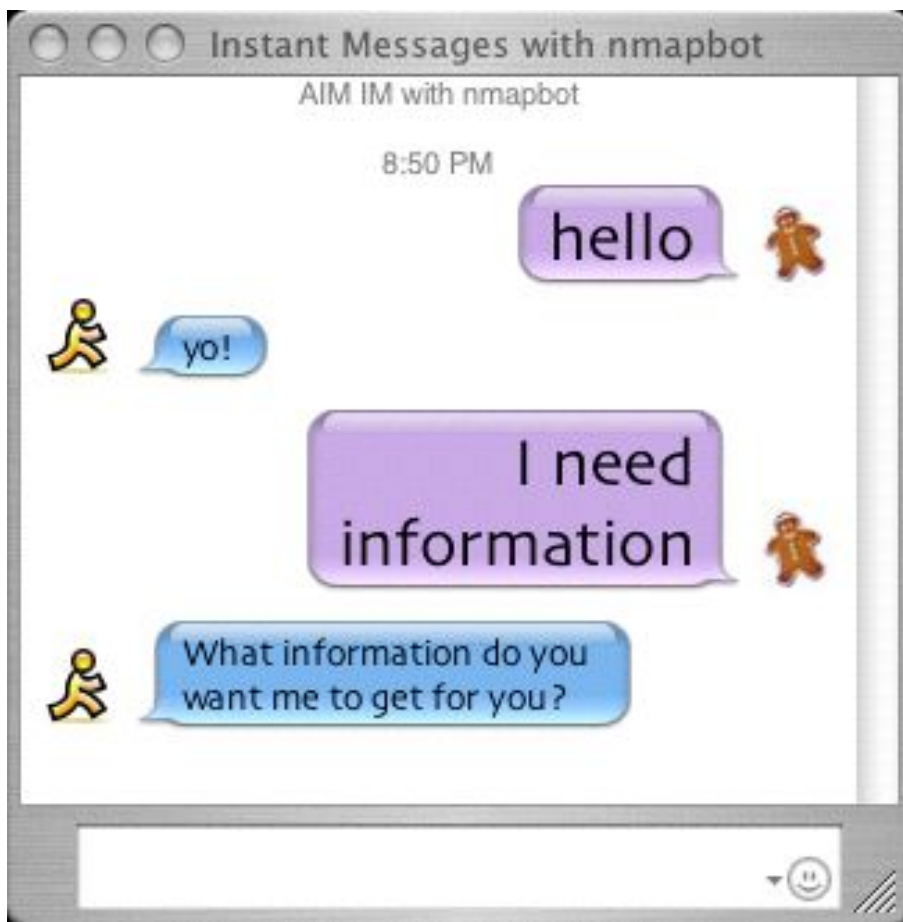 Instant Messages with nmapbot
AIM IM with nmapbot
8:50 PM
hello
yo!
I need
information
What information do you
want me to get for you?